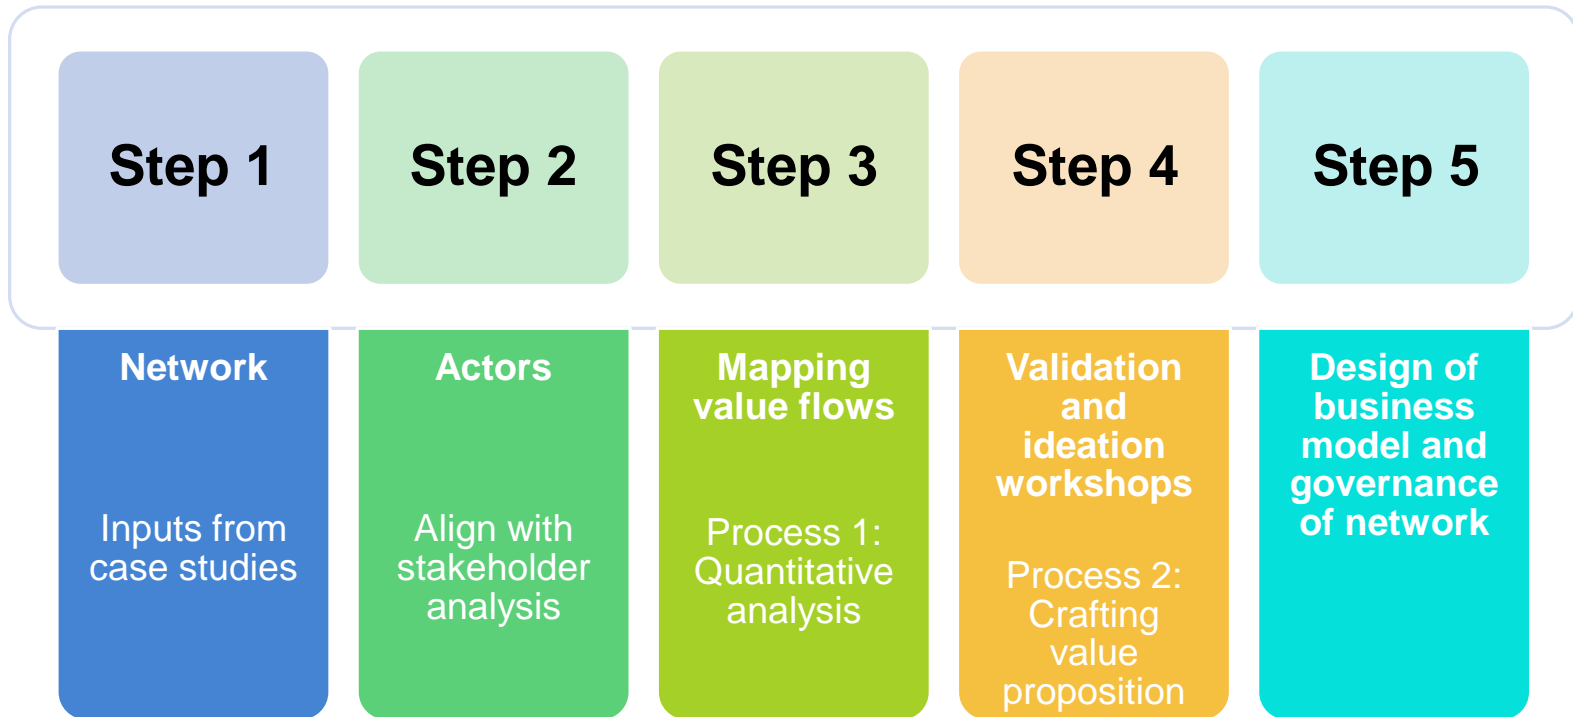 Step 1
Step 2
Step 3
Step 4
Step 5
Network
Inputs from
case studies
Actors
Align with
stakeholder
analysis
Mapping
value flows
Process 1:
Quantitative
analysis
Validation
and
ideation
workshops
Process 2:
Crafting
value
proposition
Design of
business
model and
governance
of network